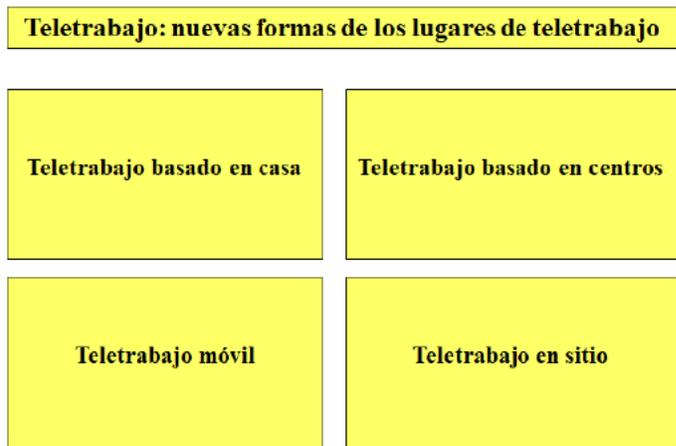 Teletrabajo: nuevas formas de los lugares de teletrabajo
Teletrabajo basado en casa
Teletrabajo basado en centros
Teletrabajo móvil
Teletrabajo en sitio